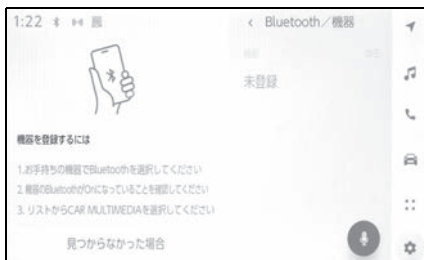 1:22
< Bluetooth／機器
未登録
機器を登録するには
1.お手持ちの機器でBluetoothを選択してください
2.機器のBluetoothがOnになっていることを確認してください
3. リストからCAR MULTIMEDIAを選択してください
見つからなかった場合